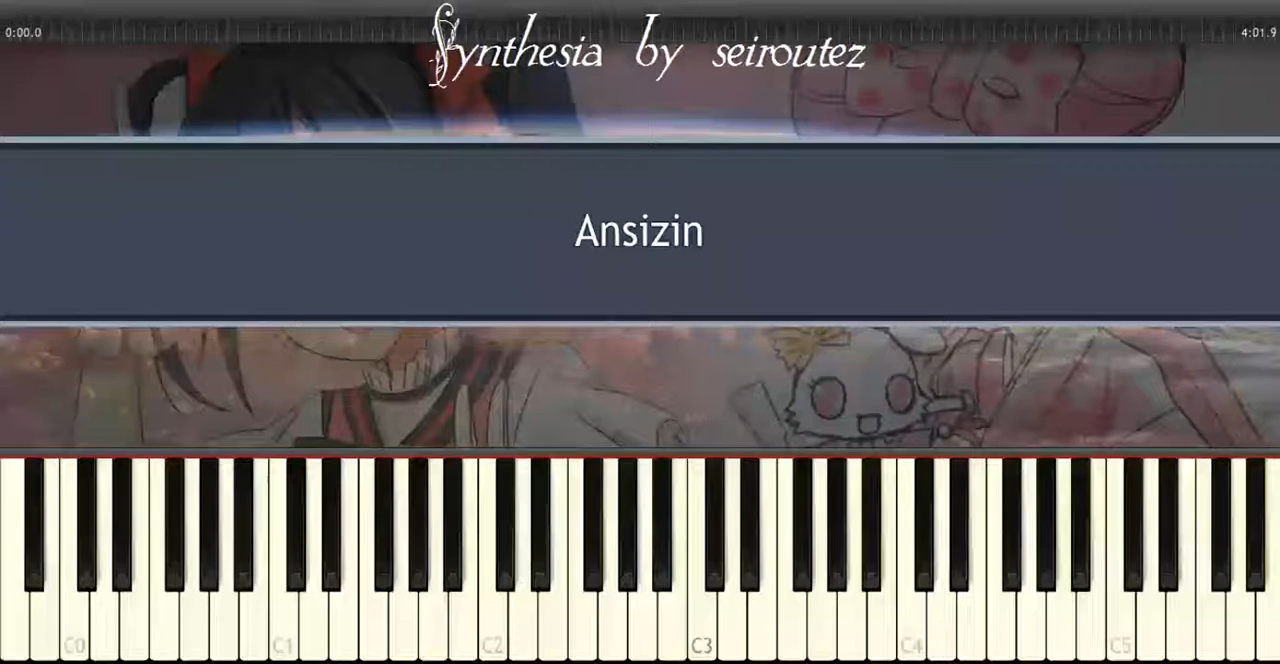 Synthesia by seiroutez
0:00.0
4:01.9
Ansizin
C0 C1 C2 C3 C4 C5